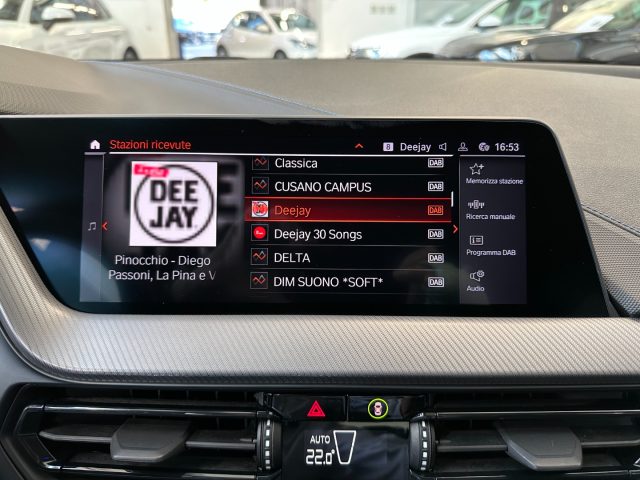 Stazioni ricevute
8 Deejay 16:53
Radio
DEE
JAY
Pinocchio - Diego
Passoni, La Pina e V
Classica DAB
CUSANO CAMPUS DAB
Deejay DAB
Deejay 30 Songs DAB
DELTA DAB
DIM SUONO *SOFT* DAB
Memorizza stazione
Ricerca manuale
Programma DAB
Audio
AUTO
22.0°